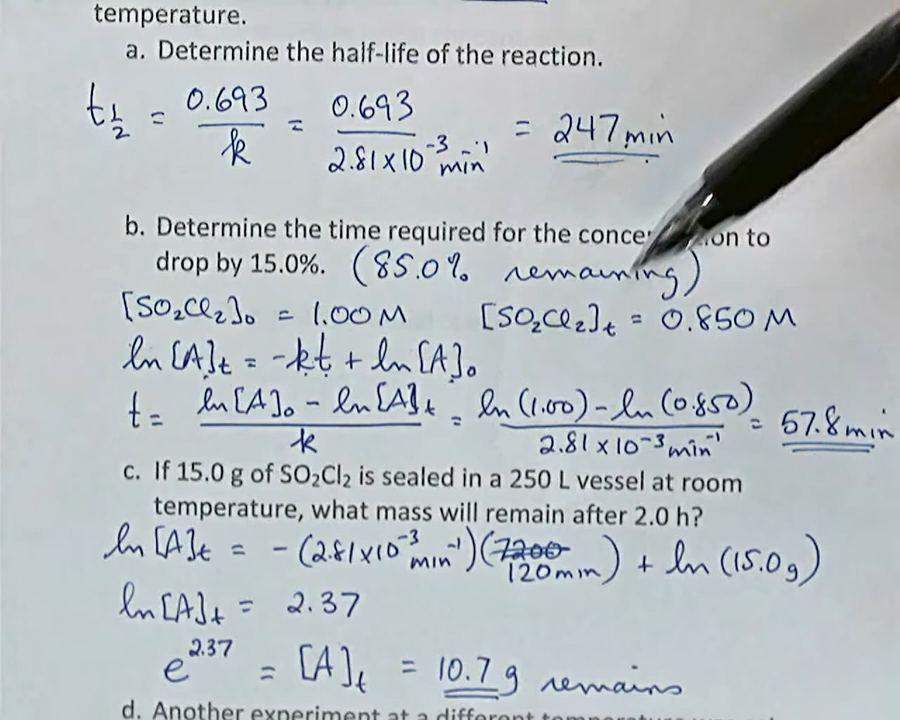 temperature.
a. Determine the half-life of the reaction.
t½ = 0.693/k = 0.693/2.81×10⁻³ min⁻¹ = 247 min
b. Determine the time required for the to
drop by 15.0%. (85.0% remaining)
[SO₂Cl₂]₀ = 1.00 M [SO₂Cl₂]ₜ = 0.850 M
ln [A]ₜ = -kt + ln [A]₀
t = ln [A]₀ - ln [A]ₜ / k = ln (1.00) - ln (0.850) / 2.81 × 10⁻³ min⁻¹ = 57.8 min
c. If 15.0 g of SO₂Cl₂ is sealed in a 250 L vessel at room
temperature, what mass will remain after 2.0 h?
ln [A]ₜ = - (2.81×10⁻³ min⁻¹)(7200 120 min) + ln (15.0 g)
ln [A]ₜ = 2.37
e^2.37 = [A]ₜ = 10.7 g remains
d. Another experiment at a different temperature